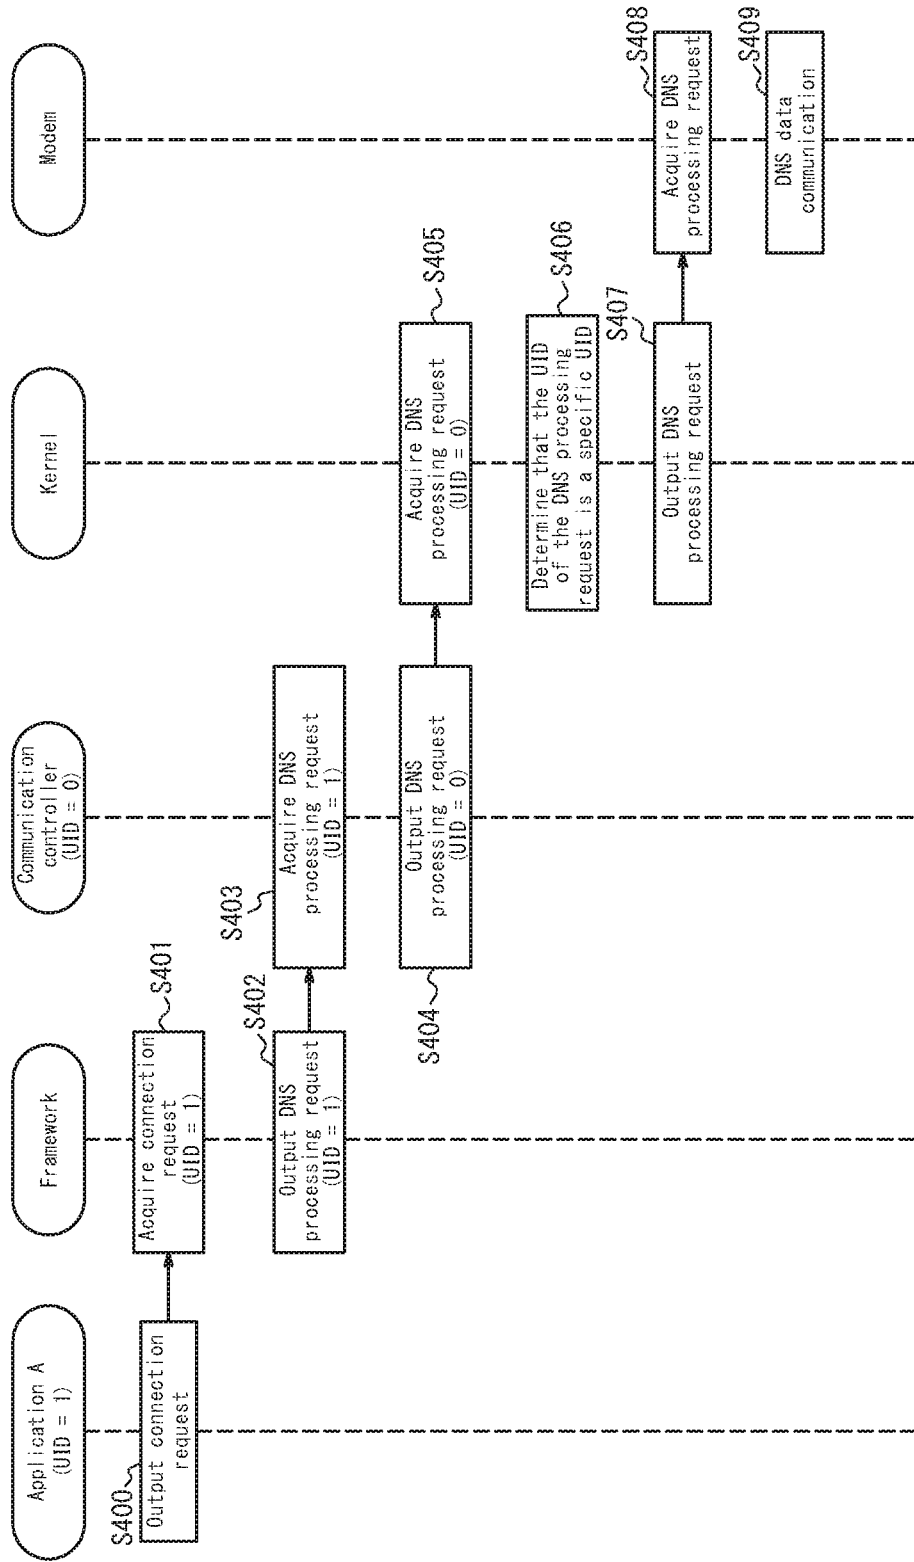 Application A
(UID = 1)
Framework
Communication
controller
(UID = 0)
Kernel
Modem
S400
Output connection
request
S401
Acquire connection
request
(UID = 1)
S402
Output DNS
processing request
(UID = 1)
S403
Acquire DNS
processing request
(UID = 1)
S404
Output DNS
processing request
(UID = 0)
S405
Acquire DNS
processing request
(UID = 0)
S406
Determine that the UID
of the DNS processing
request is a specific UID
S407
Output DNS
processing request
S408
Acquire DNS
processing request
S409
DNS data
communication